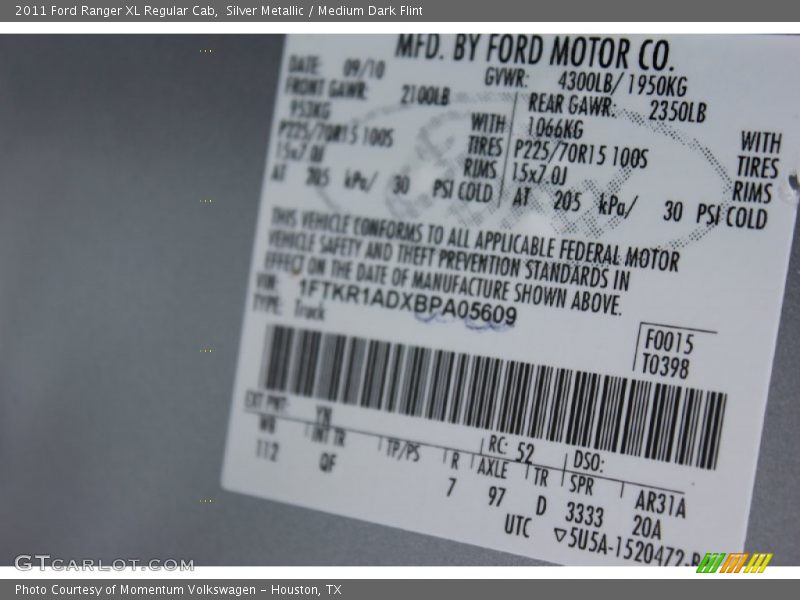 2011 Ford Ranger XL Regular Cab,  Silver Metallic / Medium Dark Flint
MFD. BY FORD MOTOR CO.
DATE: 09/10
GVWR: 4300LB/ 1950KG
FRONT GAWR: 2100LB
REAR GAWR: 2350LB
953KG
WITH
1066KG
WITH
P225/70R15 100S
TIRES
P225/70R15 100S
TIRES
15x7.0J
RIMS
15x7.0J
RIMS
AT 205 kPa/ 30 PSI COLD
AT 205 kPa/ 30 PSI COLD
THIS VEHICLE CONFORMS TO ALL APPLICABLE FEDERAL MOTOR
VEHICLE SAFETY AND THEFT PREVENTION STANDARDS IN
EFFECT ON THE DATE OF MANUFACTURE SHOWN ABOVE.
VIN: 1FTKR1ADXBPA05609
TYPE: Truck
F0015
T0398
EXT PNT: YN
RC: 52
DSO:
WB
INT TR
TP/PS
R
AXLE
TR
SPR
AR31A
112
QF
7
97
D
3333
20A
UTC
▽5U5A-1520472-
GTCARLOT.COM
Photo Courtesy of Momentum Volkswagen - Houston, TX